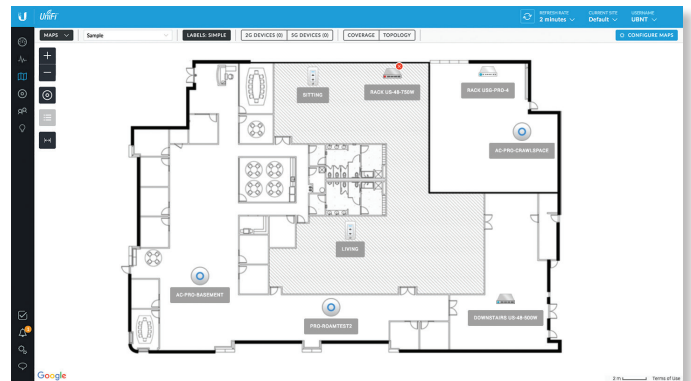 U UniFi REFRESH RATE CURRENT SITE USERNAME
2 minutes Default UBNT
MAPS Sample LABELS: SIMPLE 2G DEVICES (0) 5G DEVICES (0) COVERAGE TOPOLOGY CONFIGURE MAPS
SITTING
RACK US-48-750W
RACK USG-PRO-4
AC-PRO-CRAWLSPACE
LIVING
AC-PRO-BASEMENT
PRO-ROAMTEST2
DOWNSTAIRS US-48-500W
Google
2 m Terms of Use